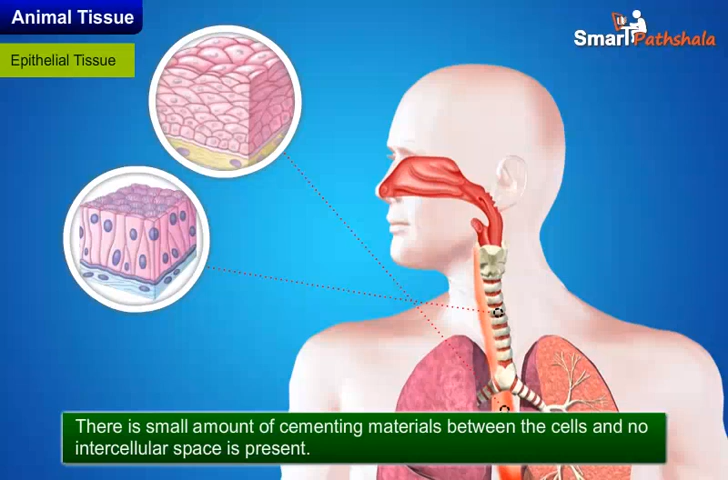 Animal Tissue
Epithelial Tissue
SmartPathshala
There is small amount of cementing materials between the cells and no
intercellular space is present.